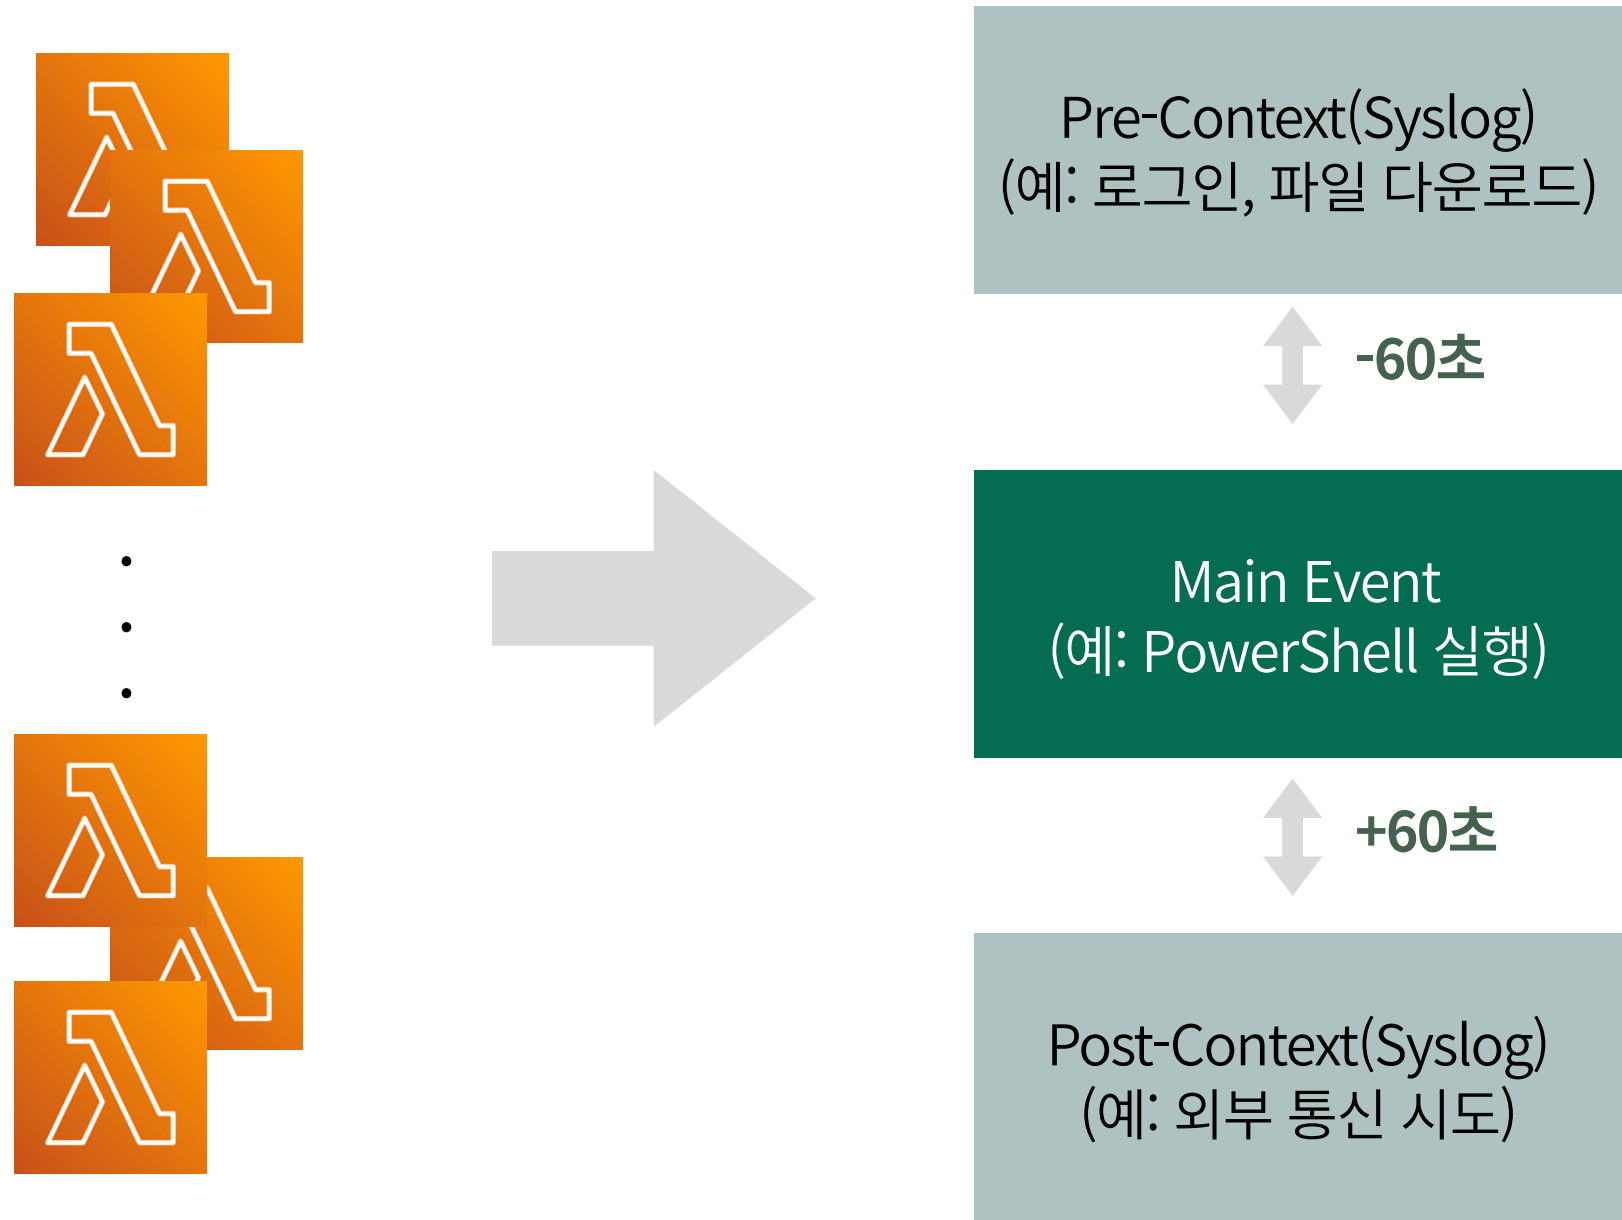 Pre-Context(Syslog)
(예: 로그인, 파일 다운로드)
-60초
Main Event
(예: PowerShell 실행)
+60초
Post-Context(Syslog)
(예: 외부 통신 시도)